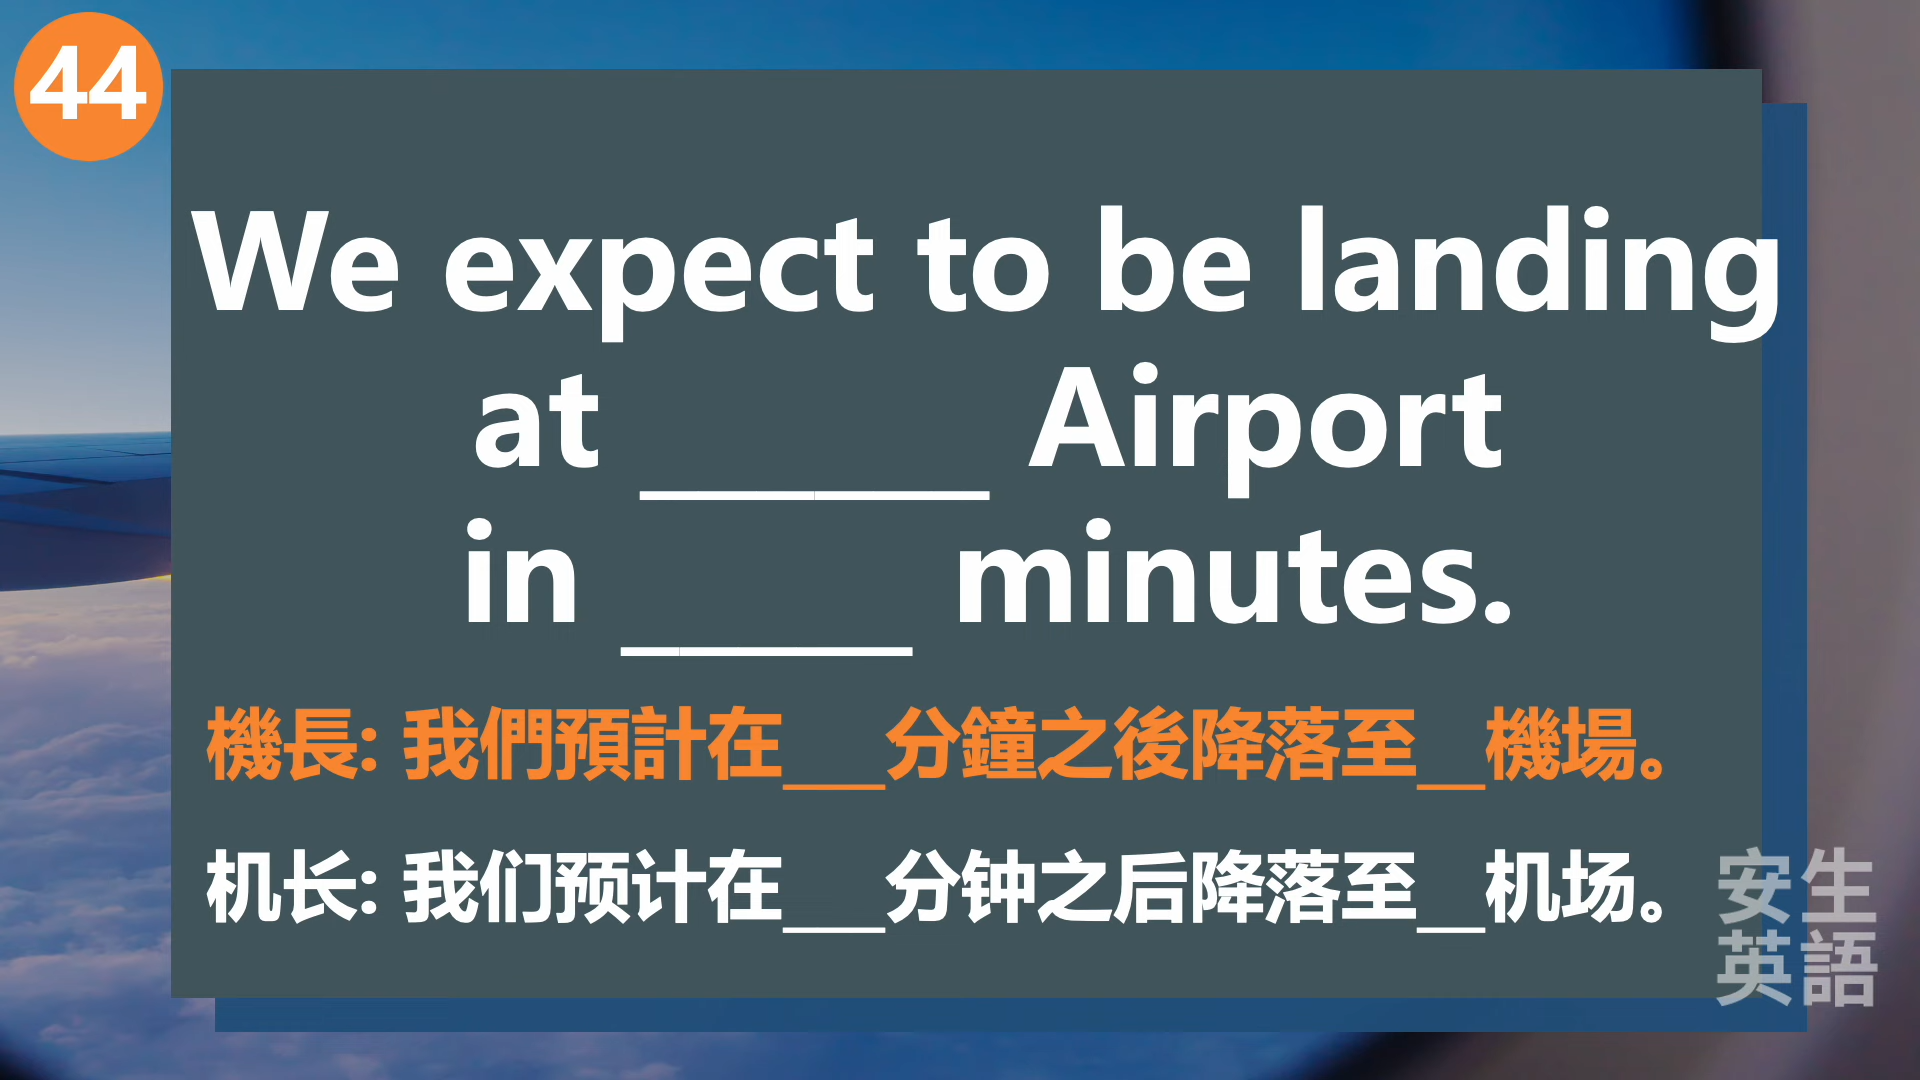 44
We expect to be landing
at ______ Airport
in _____ minutes.
機長: 我們預計在___分鐘之後降落至__機場。
机长: 我们预计在___分钟之后降落至__机场。
安生
英語